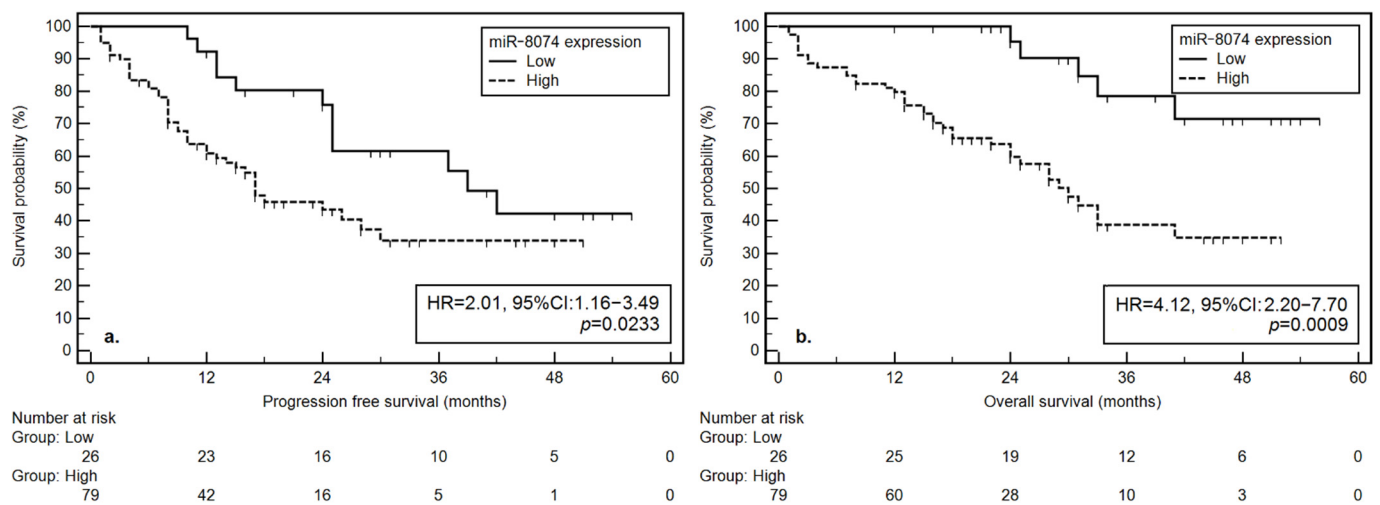 miR−8074 expression
Low
High
100
90
80
70
60
50
40
30
20
10
0
Survival probability (%)
HR=2.01, 95%CI:1.16−3.49
p=0.0233
a.
0 12 24 36 48 60
Progression free survival (months)
Number at risk
Group: Low
26 23 16 10 5 0
Group: High
79 42 16 5 1 0
miR−8074 expression
Low
High
100
90
80
70
60
50
40
30
20
10
0
Survival probability (%)
HR=4.12, 95%CI:2.20−7.70
p=0.0009
b.
0 12 24 36 48 60
Overall survival (months)
Number at risk
Group: Low
26 25 19 12 6 0
Group: High
79 60 28 10 3 0